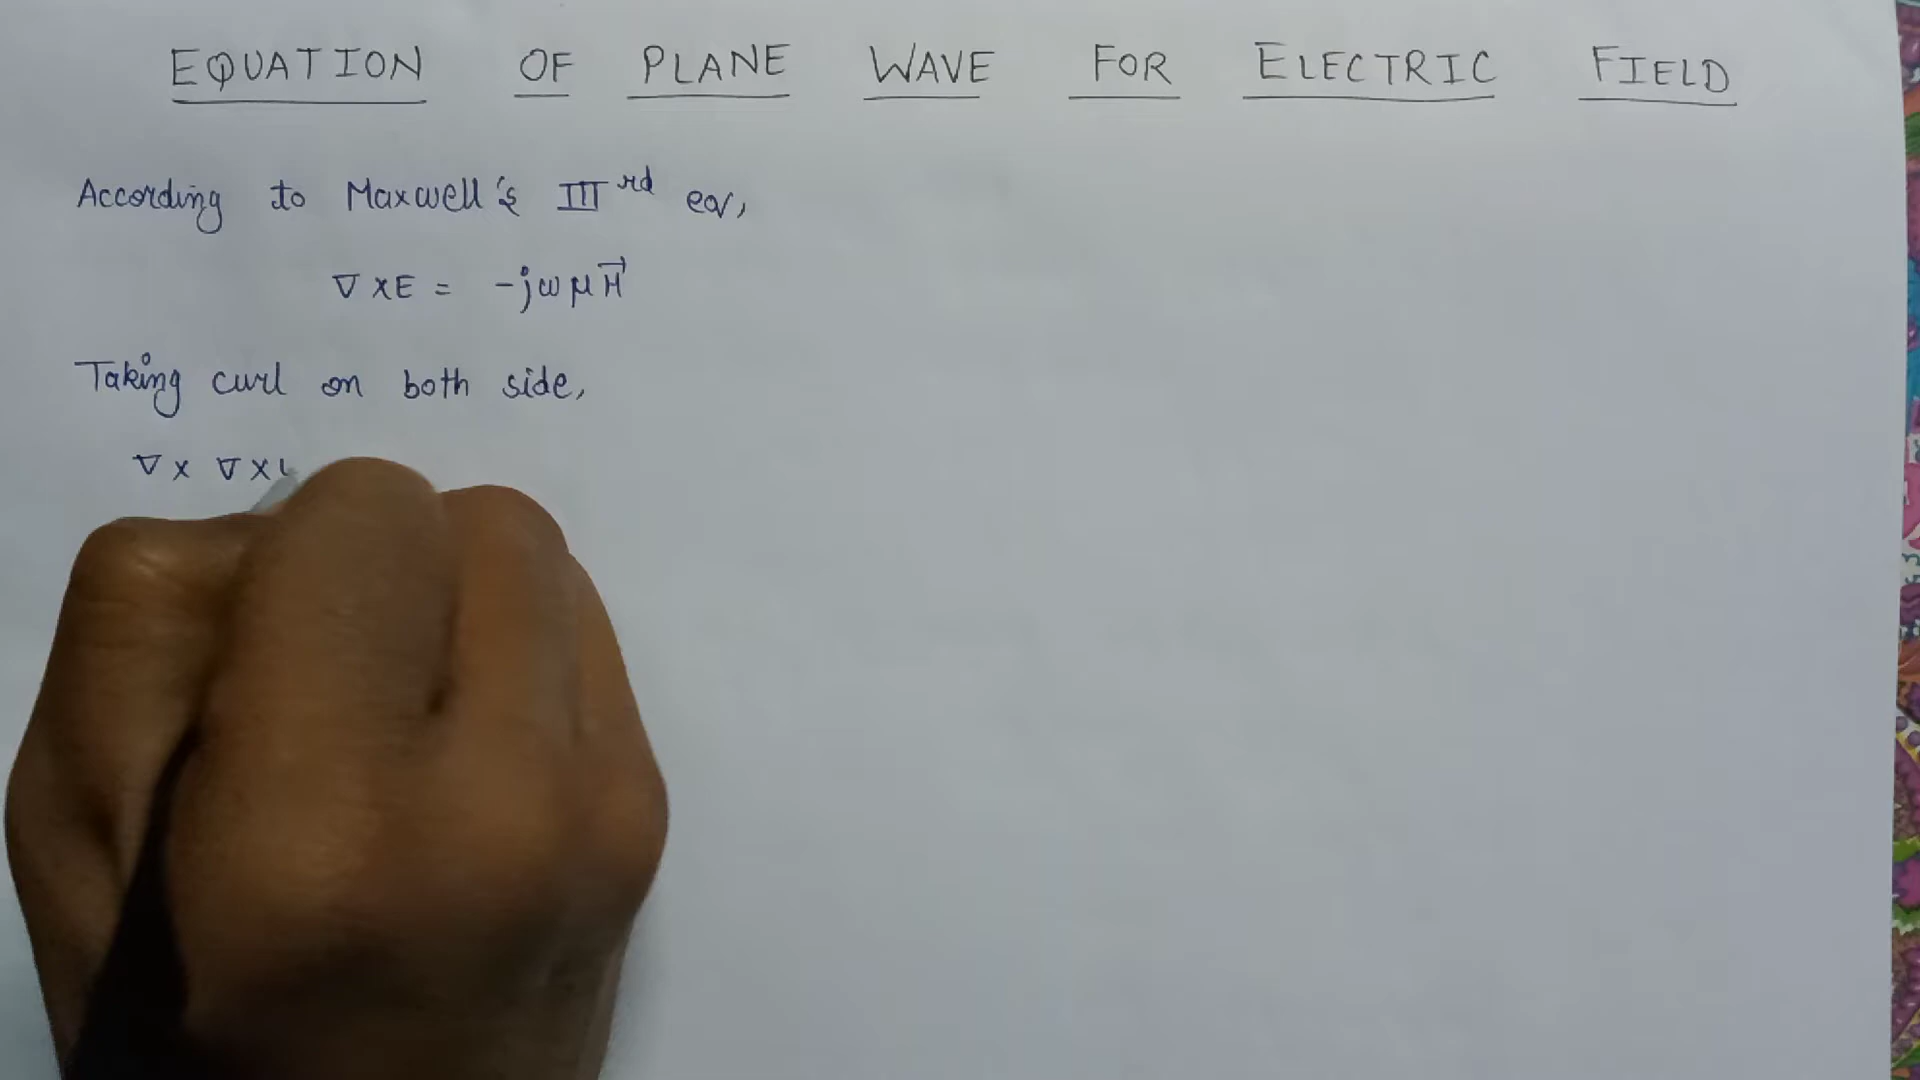 EQUATION OF PLANE WAVE FOR ELECTRIC FIELD
According to Maxwell's III rd eq,
∇ × E = -jωμH⃗
Taking curl on both side,
∇ × ∇ ×